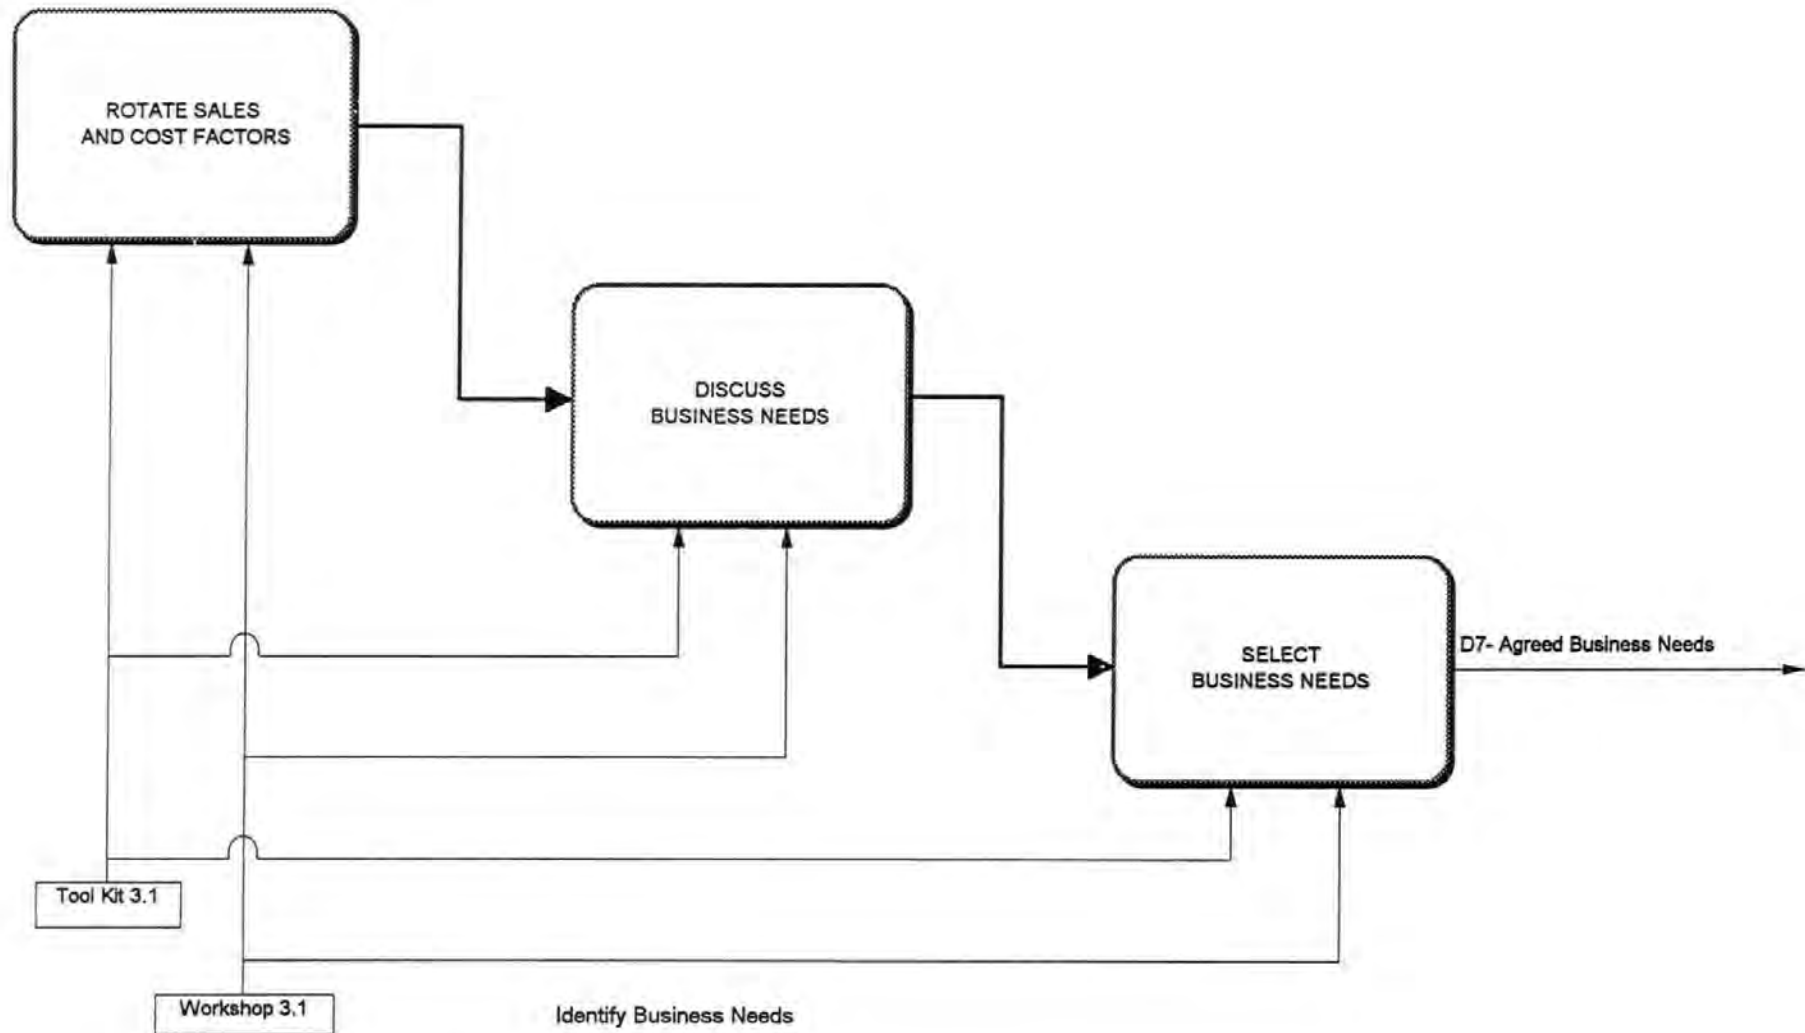 ROTATE SALES
AND COST FACTORS
DISCUSS
BUSINESS NEEDS
SELECT
BUSINESS NEEDS
D7- Agreed Business Needs
Tool Kit 3.1
Workshop 3.1
Identify Business Needs